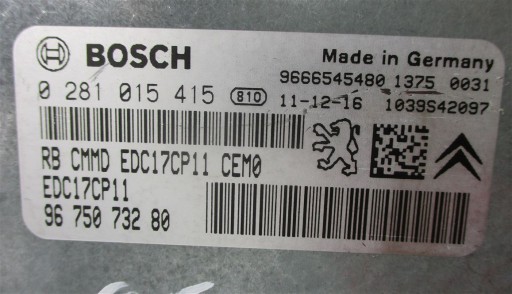 BOSCH Made in Germany
9666545480 1375 0031
0 281 015 415 810 11-12-16 1039S42097
RB CMMD EDC17CP11 CEM0
EDC17CP11
96 750 732 80